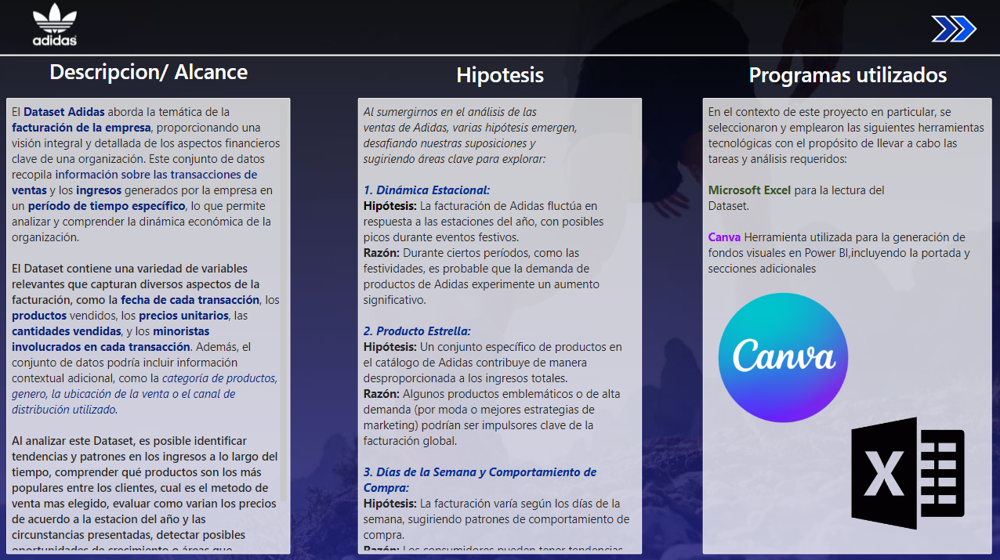 adidas
Descripcion/ Alcance
El Dataset Adidas aborda la temática de la
facturación de la empresa, proporcionando una
visión integral y detallada de los aspectos financieros
clave de una organización. Este conjunto de datos
recopila información sobre las transacciones de
ventas y los ingresos generados por la empresa en
un período de tiempo específico, lo que permite
analizar y comprender la dinámica económica de la
organización.
El Dataset contiene una variedad de variables
relevantes que capturan diversos aspectos de la
facturación, como la fecha de cada transacción, los
productos vendidos, los precios unitarios, las
cantidades vendidas, y los minoristas
involucrados en cada transacción. Además, el
conjunto de datos podría incluir información
contextual adicional, como la categoría de productos,
genero, la ubicación de la venta o el canal de
distribución utilizado.
Al analizar este Dataset, es posible identificar
tendencias y patrones en los ingresos a lo largo del
tiempo, comprender qué productos son los más
populares entre los clientes, cual es el metodo de
venta mas elegido, evaluar como varian los precios
de acuerdo a la estacion del año y las
circunstancias presentadas, detectar posibles
oportunidades de crecimiento o áreas que
Hipotesis
Al sumergirnos en el análisis de las
ventas de Adidas, varias hipótesis emergen,
desafiando nuestras suposiciones y
sugiriendo áreas clave para explorar:
1. Dinámica Estacional:
Hipótesis: La facturación de Adidas fluctúa en
respuesta a las estaciones del año, con posibles
picos durante eventos festivos.
Razón: Durante ciertos períodos, como las
festividades, es probable que la demanda de
productos de Adidas experimente un aumento
significativo.
2. Producto Estrella:
Hipótesis: Un conjunto específico de productos en
el catálogo de Adidas contribuye de manera
desproporcionada a los ingresos totales.
Razón: Algunos productos emblemáticos o de alta
demanda (por moda o mejores estrategias de
marketing) podrían ser impulsores clave de la
facturación global.
3. Días de la Semana y Comportamiento de
Compra:
Hipótesis: La facturación varía según los días de la
semana, sugiriendo patrones de comportamiento de
compra.
Razón: Los consumidores pueden tener tendencias
Programas utilizados
En el contexto de este proyecto en particular, se
seleccionaron y emplearon las siguientes herramientas
tecnológicas con el propósito de llevar a cabo las
tareas y análisis requeridos:
Microsoft Excel para la lectura del
Dataset.
Canva Herramienta utilizada para la generación de
fondos visuales en Power BI,incluyendo la portada y
secciones adicionales
Canva
X